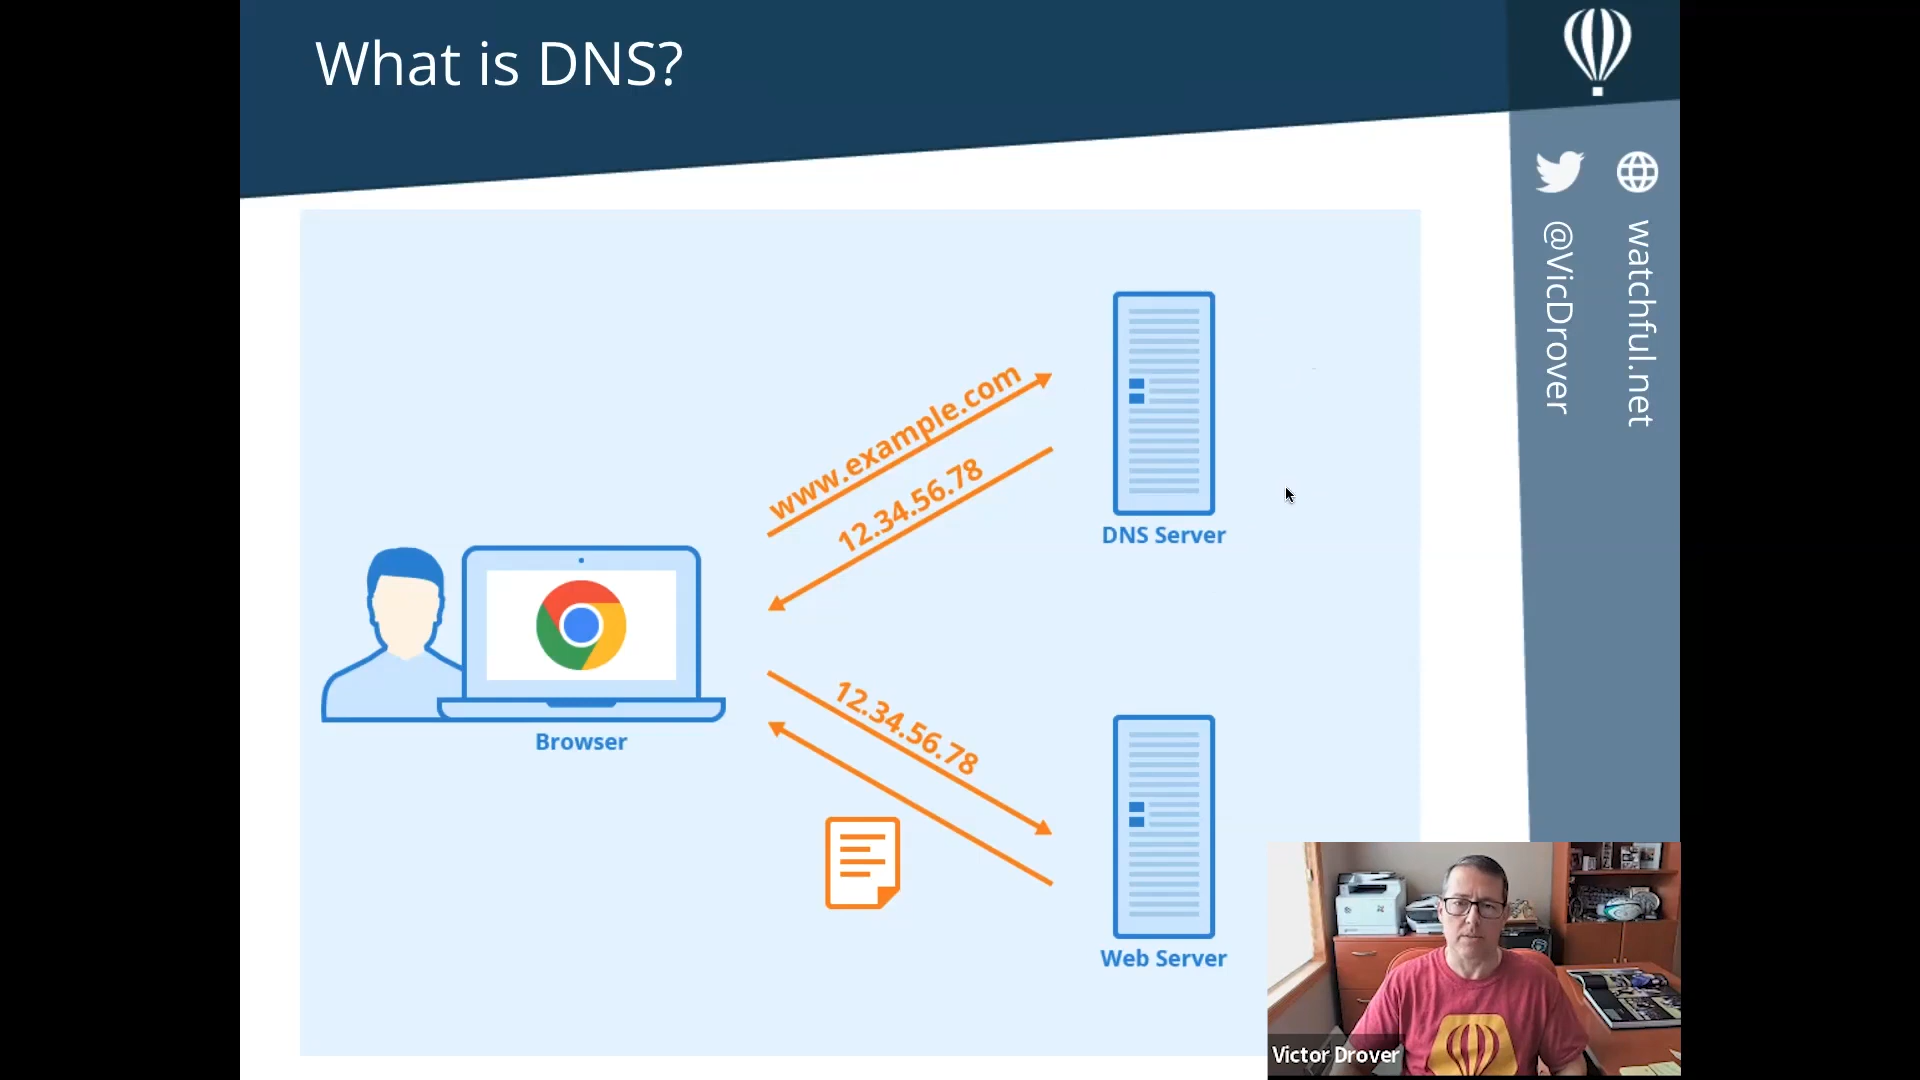 What is DNS?
@VicDrover
watchful.net
www.example.com
12.34.56.78
DNS Server
Browser
12.34.56.78
Web Server
Victor Drover